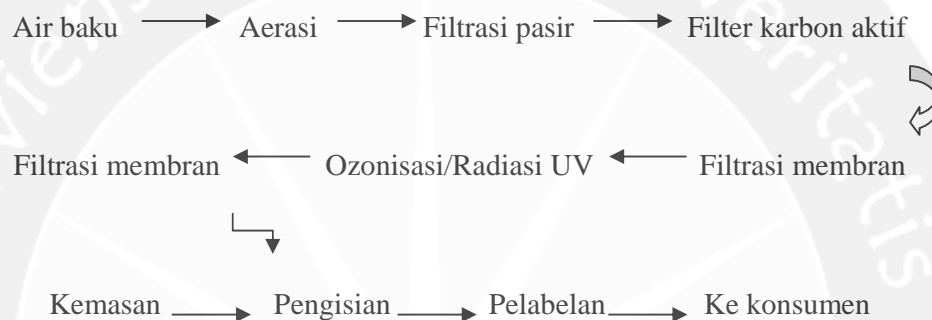 Air baku Aerasi Filtrasi pasir Filter karbon aktif
Filtrasi membran Ozonisasi/Radiasi UV Filtrasi membran
Kemasan Pengisian Pelabelan Ke konsumen